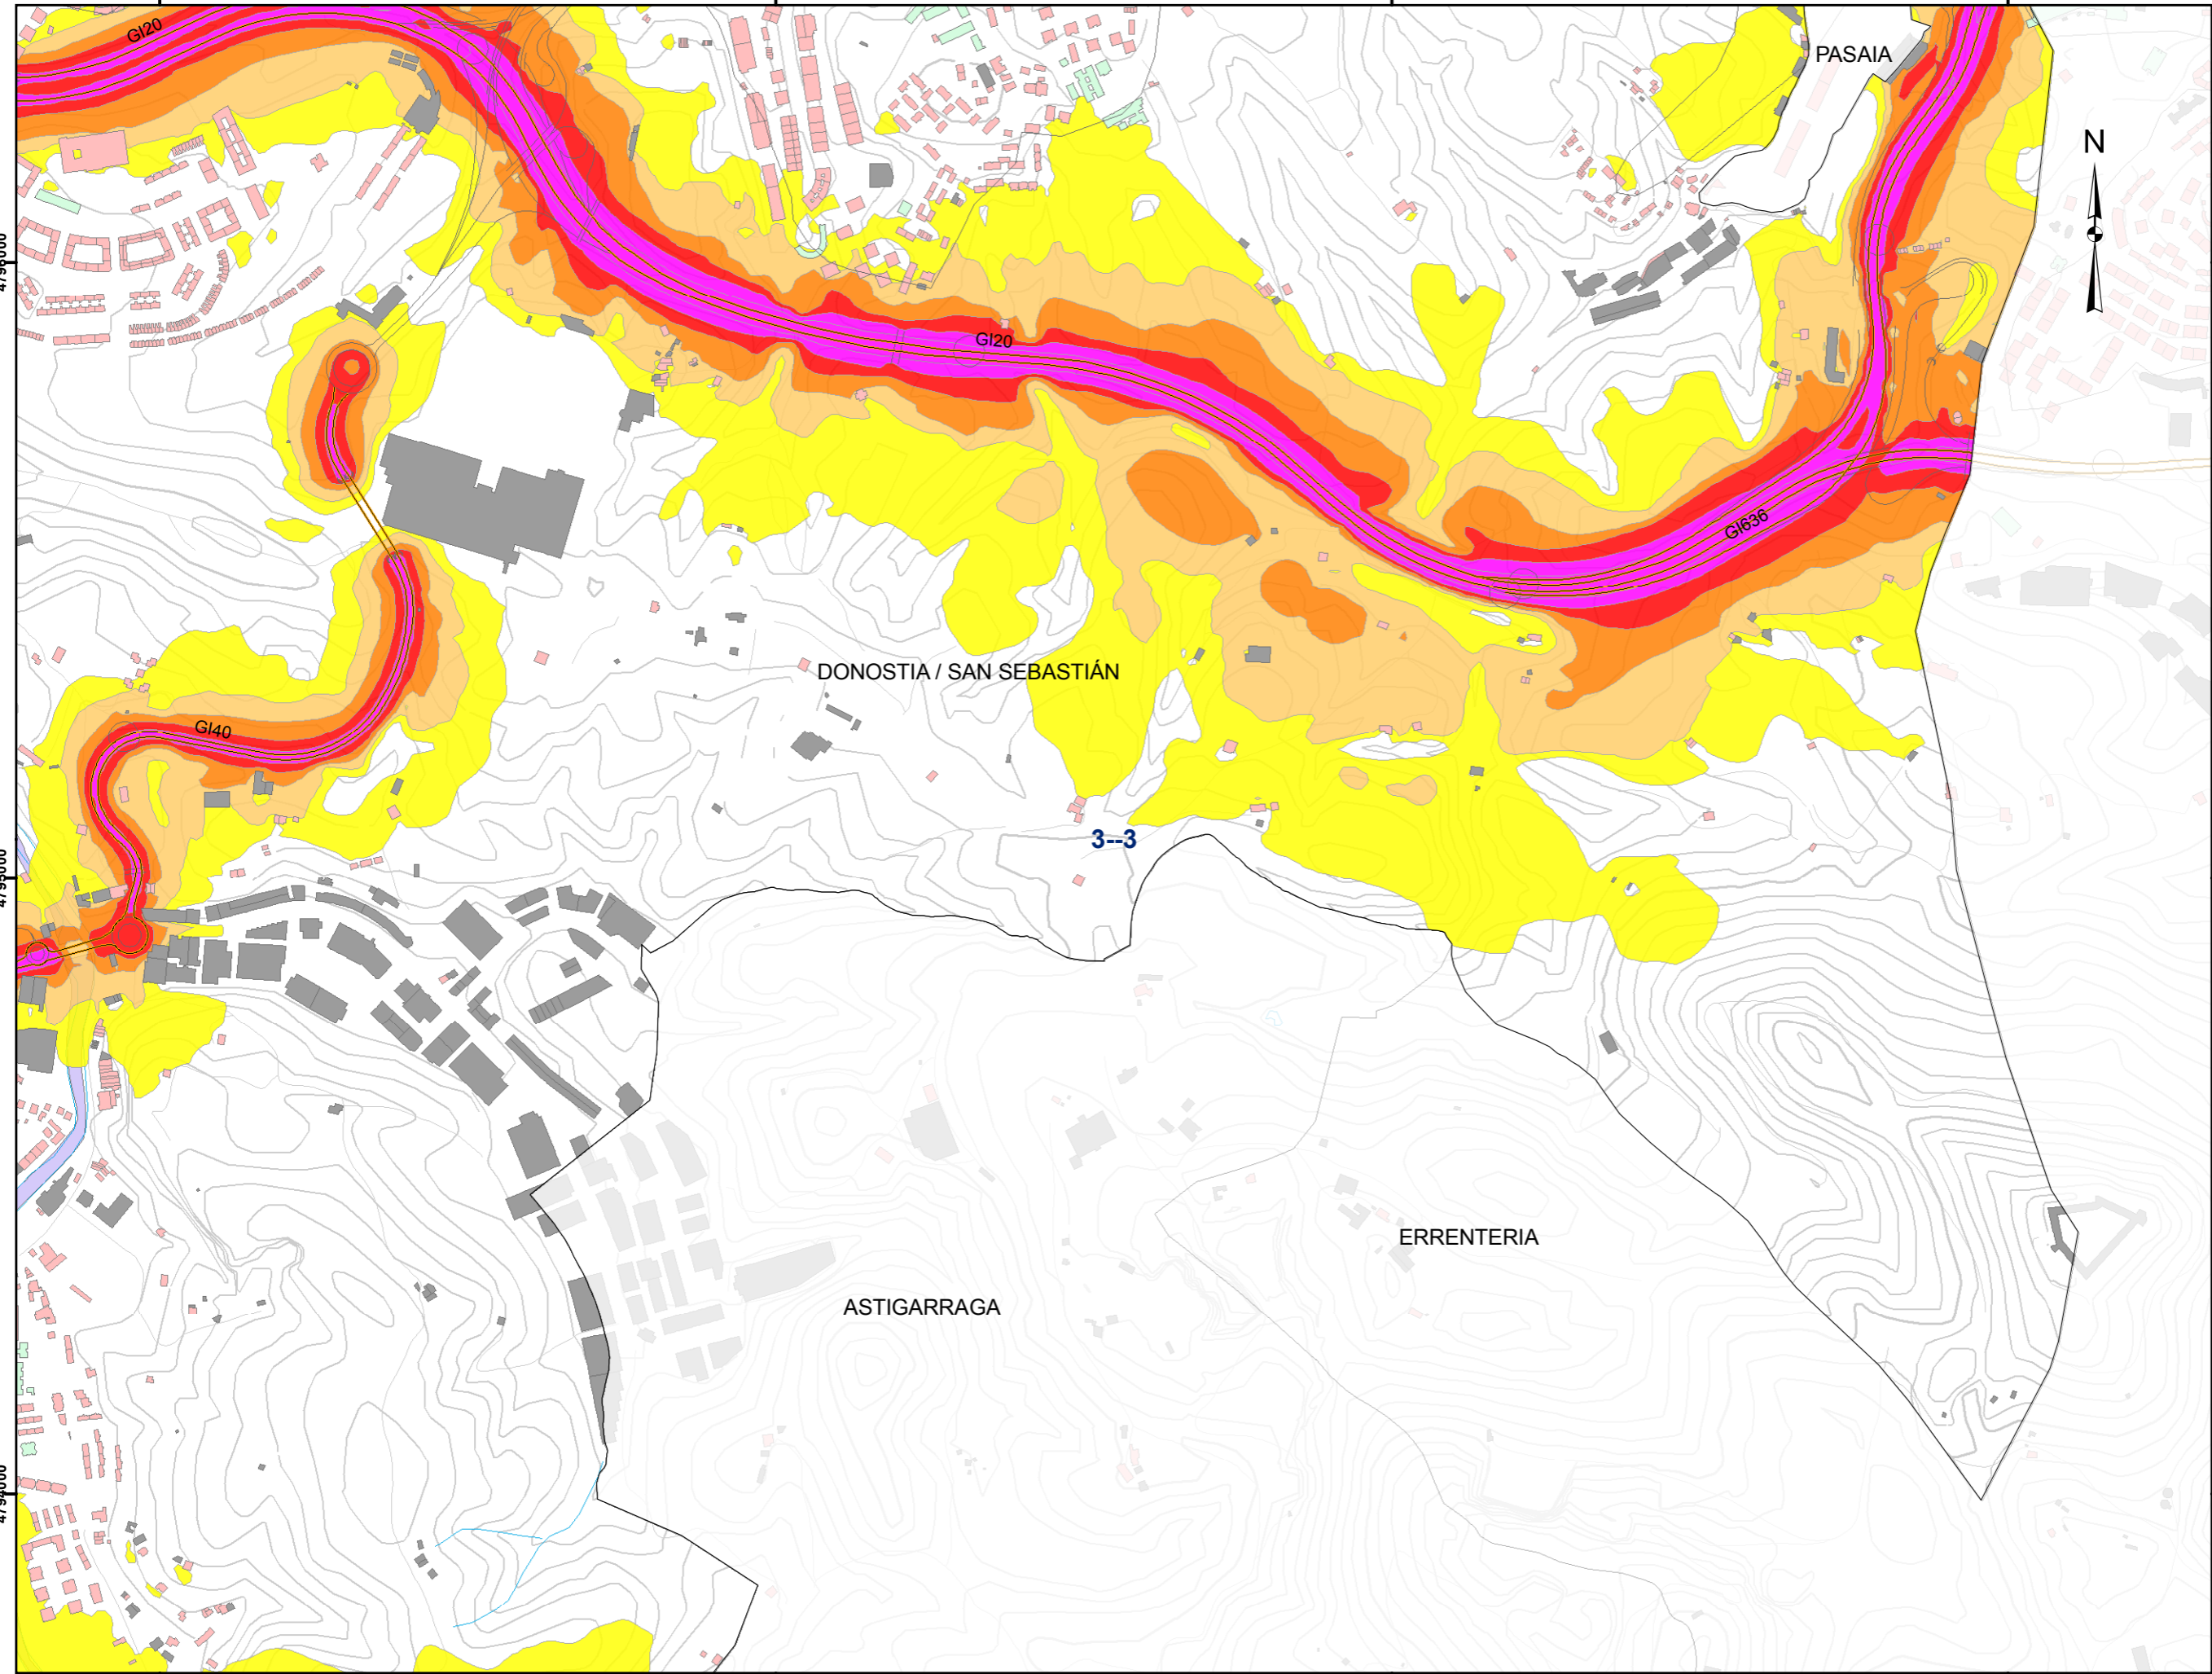 GI20
PASAIA
N
GI20
GI636
DONOSTIA / SAN SEBASTIÁN
GI40
3--3
ERRENTERIA
ASTIGARRAGA